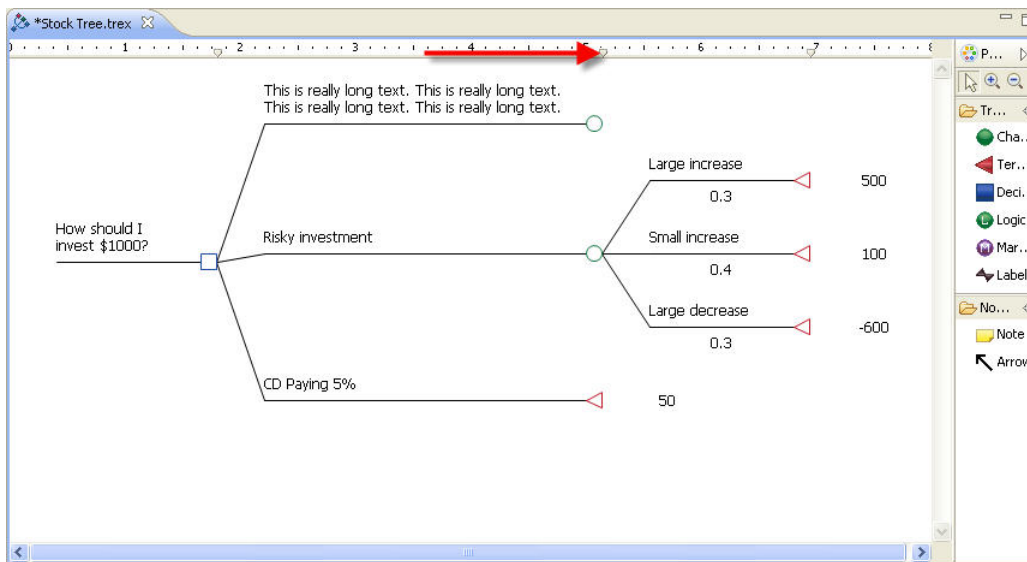 *Stock Tree.trex
1 2 3 4 5 6 7 8
P...
This is really long text. This is really long text.
This is really long text. This is really long text.
Tr...
Cha...
Large increase
Ter...
500
0.3
Deci...
Logic
How should I
invest $1000?
Risky investment
Small increase
Mar...
100
0.4
Label
Large decrease
No...
-600
0.3
Note
Arrow
CD Paying 5%
50